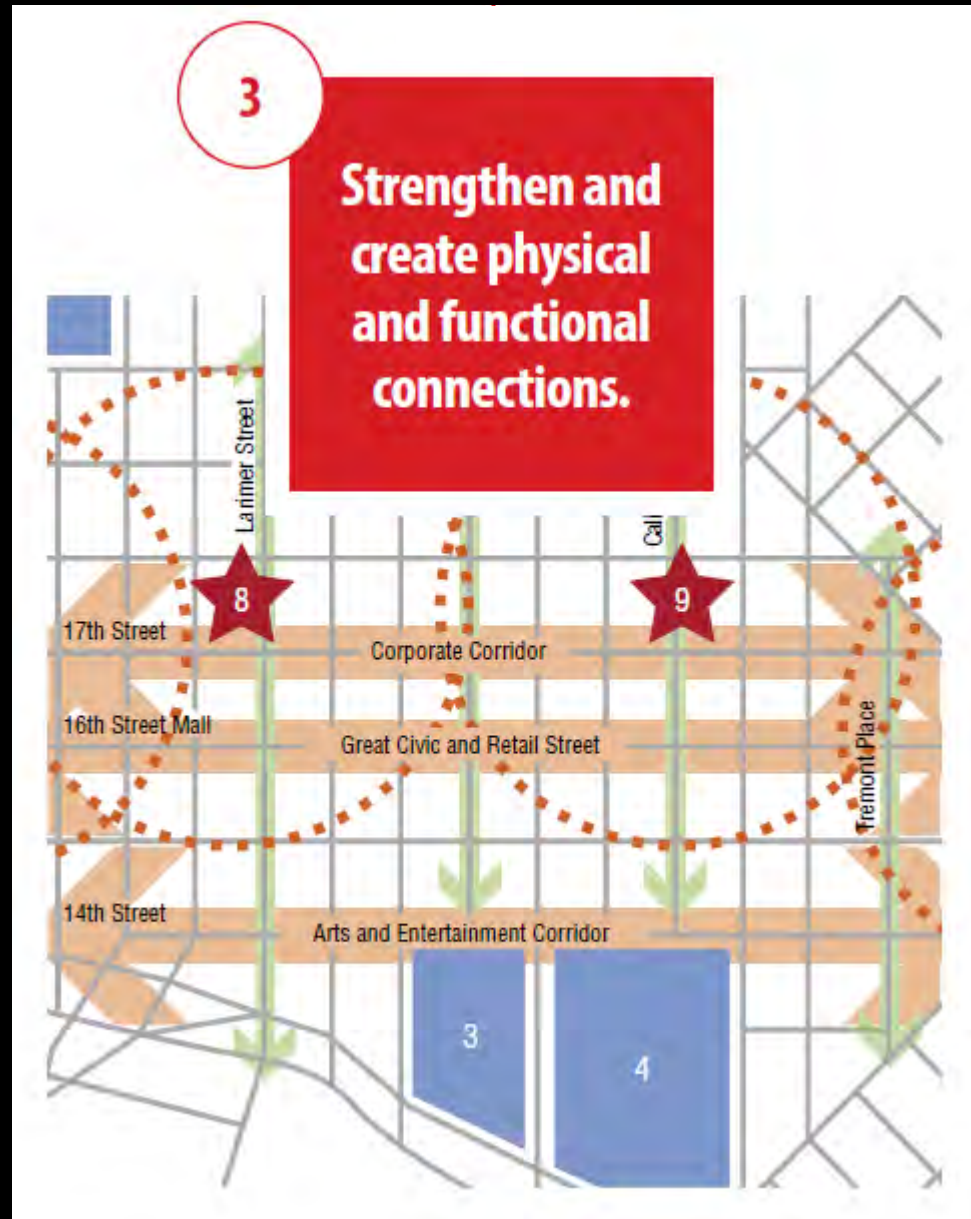 3
Strengthen and
create physical
and functional
connections.
Larimer Street
Cali
8
9
17th Street
Corporate Corridor
16th Street Mall
Great Civic and Retail Street
Tremont Place
14th Street
Arts and Entertainment Corridor
3
4